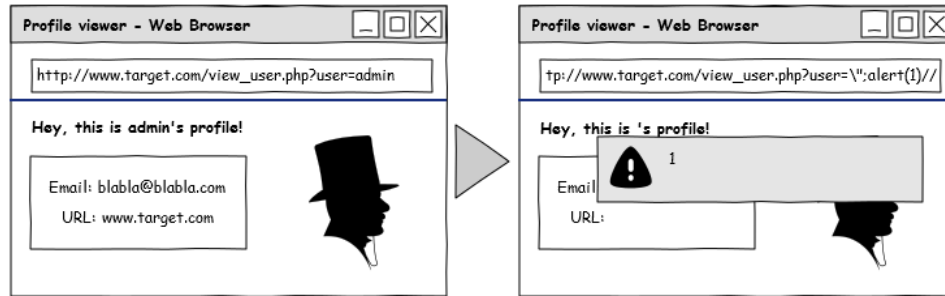 Profile viewer - Web Browser
http://www.target.com/view_user.php?user=admin
Hey, this is admin's profile!
Email: blabla@blabla.com
URL: www.target.com
Profile viewer - Web Browser
tp://www.target.com/view_user.php?user=\";alert(1)//
Hey, this is 's profile!
1
Email
URL: